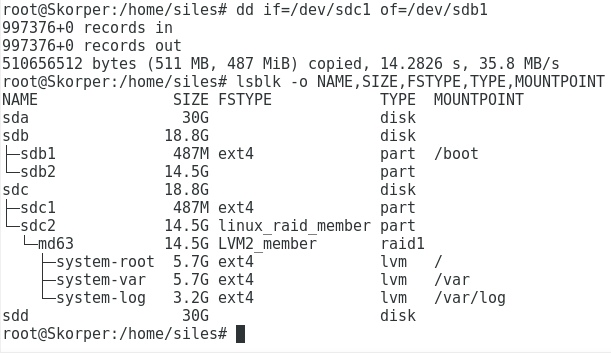 root@Skorper:/home/siles# dd if=/dev/sdc1 of=/dev/sdb1
997376+0 records in
997376+0 records out
510656512 bytes (511 MB, 487 MiB) copied, 14.2826 s, 35.8 MB/s
root@Skorper:/home/siles# lsblk -o NAME,SIZE,FSTYPE,TYPE,MOUNTPOINT
NAME              SIZE FSTYPE            TYPE  MOUNTPOINT
sda                30G                   disk
sdb              18.8G                   disk
├─sdb1            487M ext4              part  /boot
└─sdb2           14.5G                   part
sdc              18.8G                   disk
├─sdc1            487M ext4              part
└─sdc2           14.5G linux_raid_member part
  └─md63         14.5G LVM2_member       raid1
    ├─system-root 5.7G ext4              lvm   /
    ├─system-var  5.7G ext4              lvm   /var
    └─system-log  3.2G ext4              lvm   /var/log
sdd                30G                   disk
root@Skorper:/home/siles#